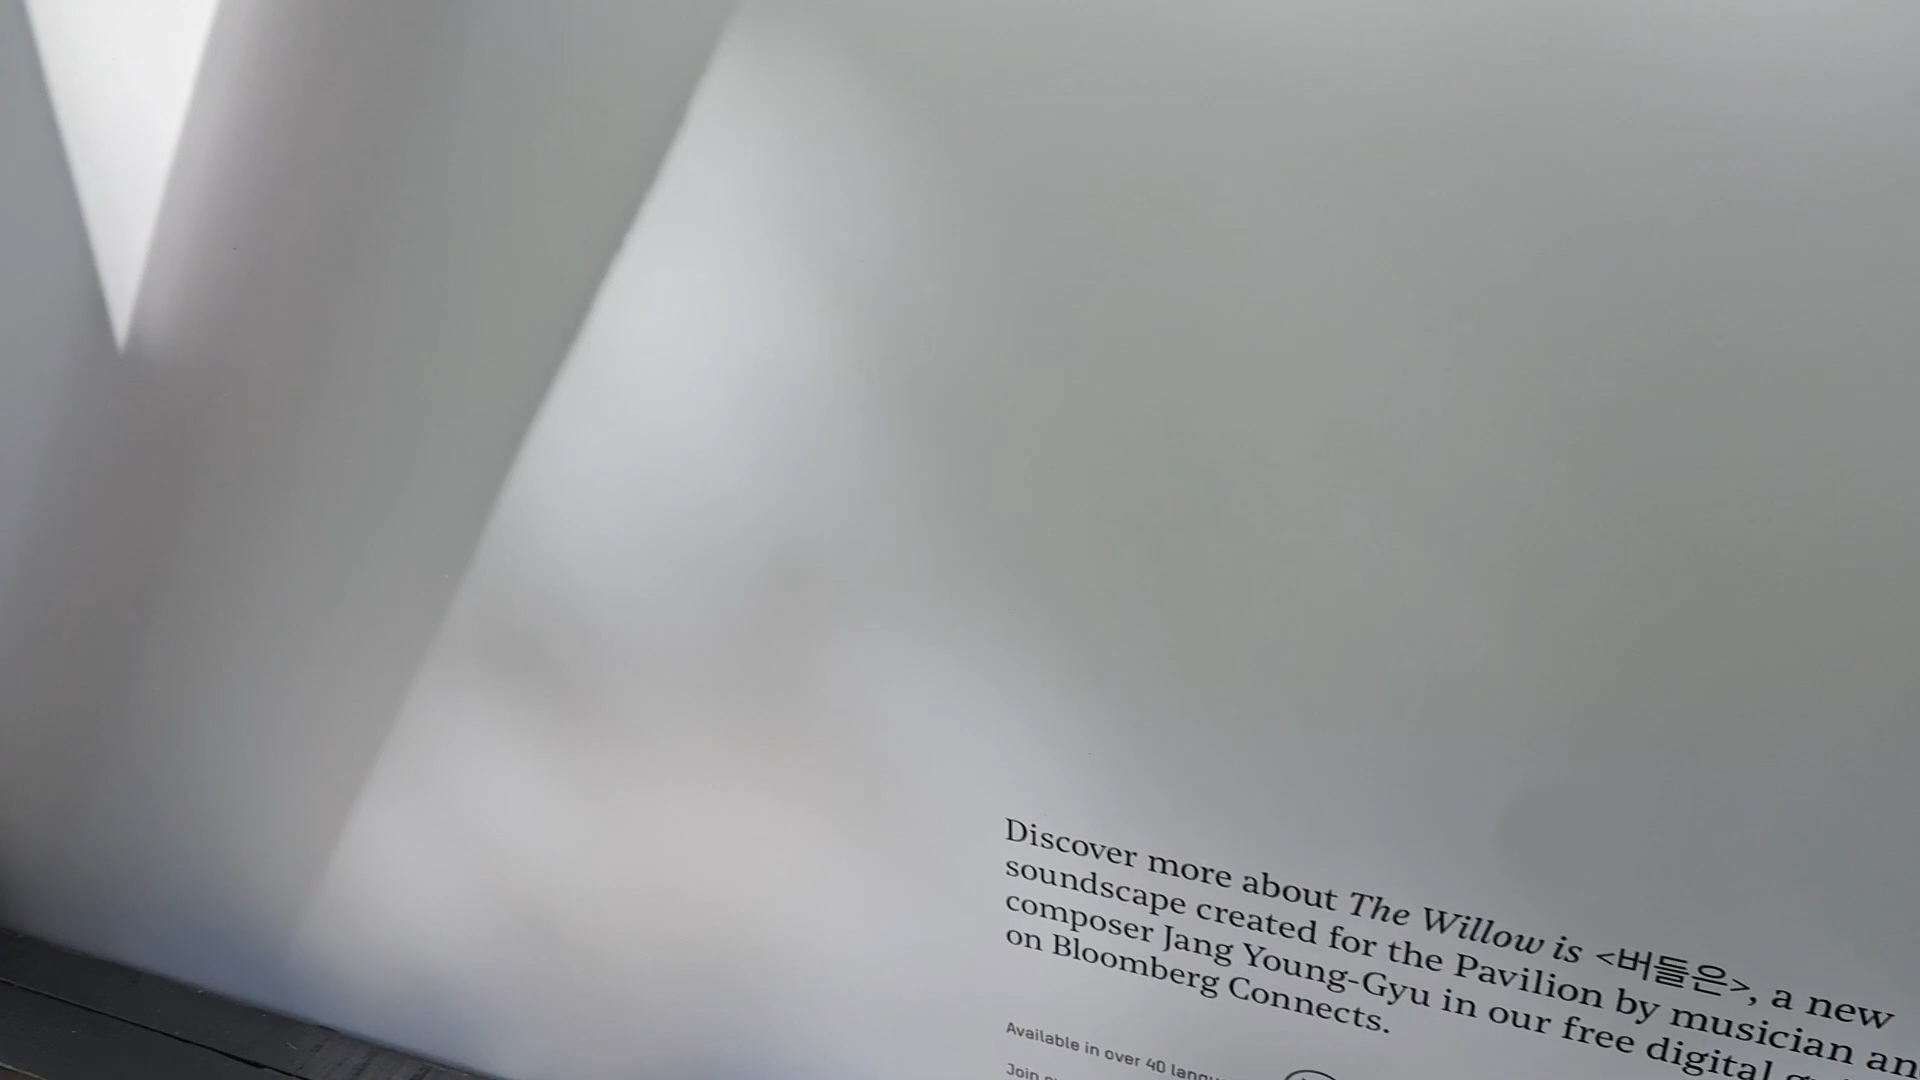 Discover more about The Willow is <버들은>, a new
soundscape created for the Pavilion by musician an
composer Jang Young-Gyu in our free digital
on Bloomberg Connects.
Available in over 40
Join